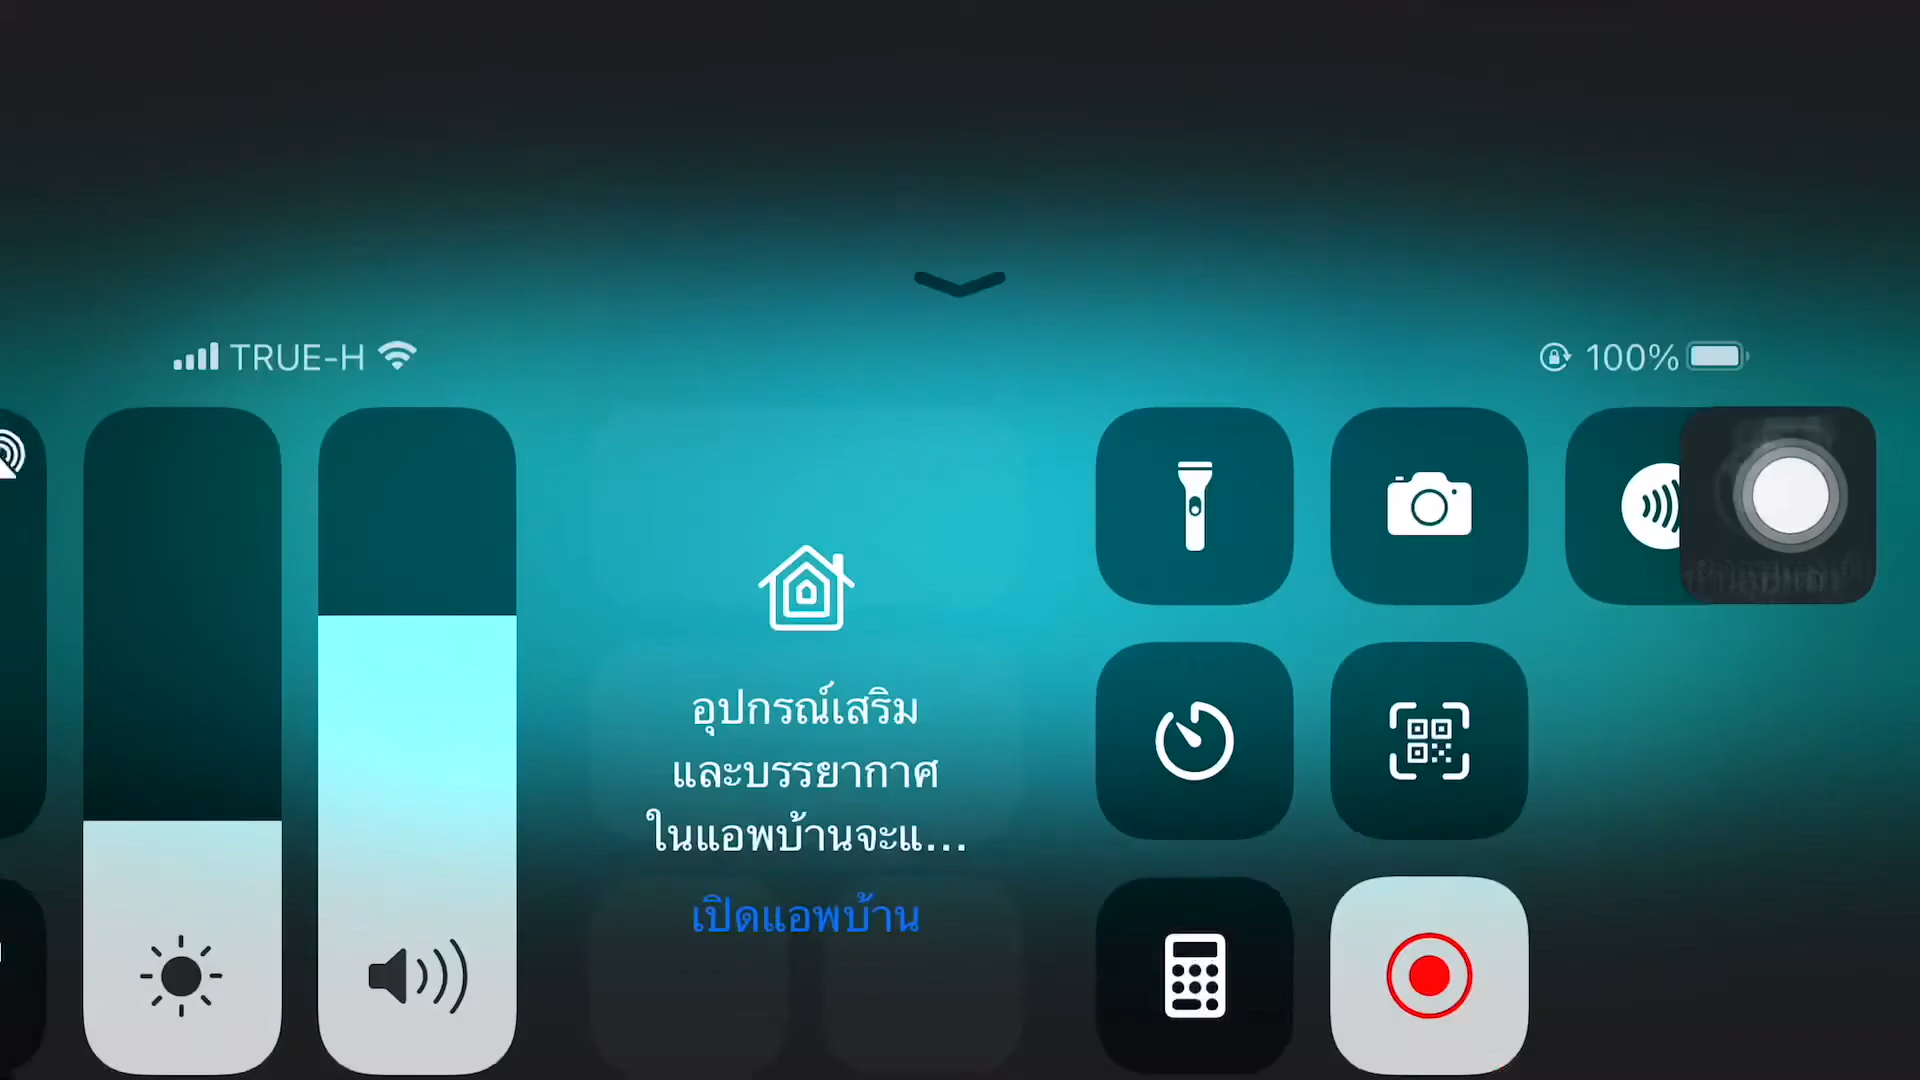 TRUE-H
100%
อุปกรณ์เสริม
และบรรยากาศ
ในแอพบ้านจะแ...
เปิดแอพบ้าน